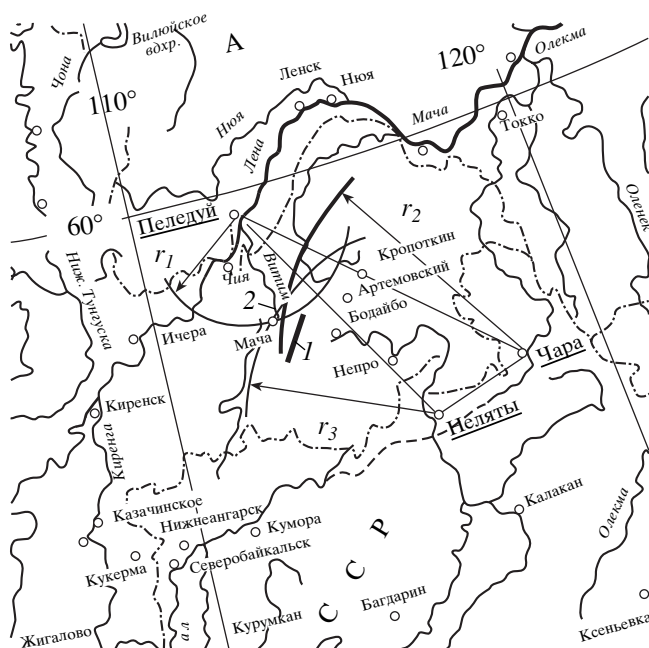 Вилюйское
вдхр.
А
Олекма
Чона
120°
110°
Ленск
Нюя
Нюя
Мача
Токко
Лена
Пеледуй
60°
r1
r2
Оленек
Кропоткин
Чия
Витим
Артемовский
Ниж. Тунгуска
2
Бодайбо
Ичера
Мача
1
Непро
Чара
Киренск
Неляты
r3
Киренга
Казачинское
Нижнеангарск
Кумора
Калакан
Олекма
Кукерма
Северобайкальск
С С Р
Багдарин
Курумкан
Жигалово
ал
Ксеньевка